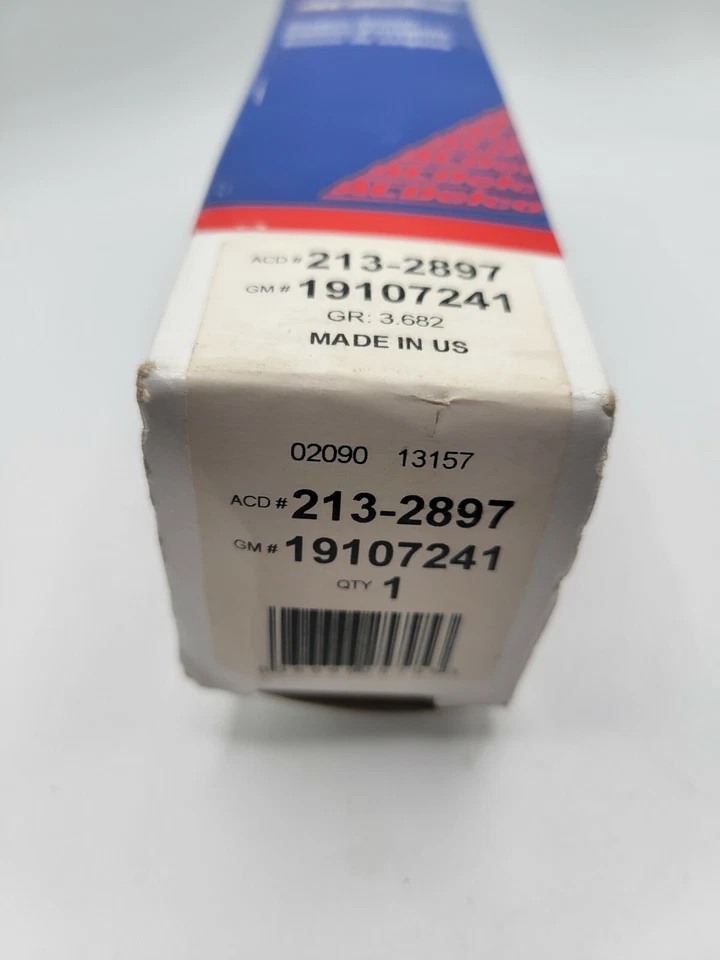 ACDelco
ACD # 213-2897
GM # 19107241
GR: 3.682
MADE IN US
02090 13157
ACD # 213-2897
GM # 19107241
QTY 1